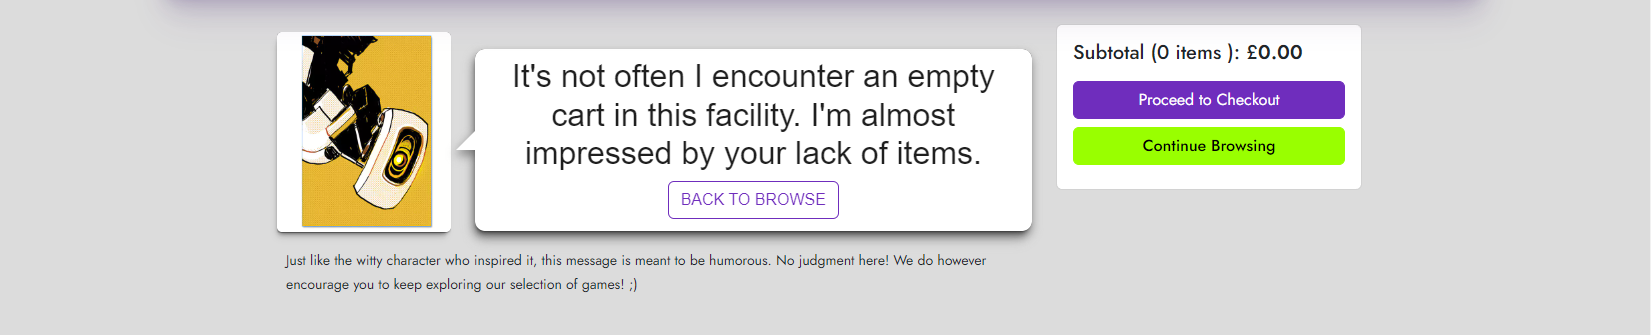 It's not often I encounter an empty
cart in this facility. I'm almost
impressed by your lack of items.
BACK TO BROWSE
Just like the witty character who inspired it, this message is meant to be humorous. No judgment here! We do however
encourage you to keep exploring our selection of games! ;)
Subtotal (0 items ): £0.00
Proceed to Checkout
Continue Browsing